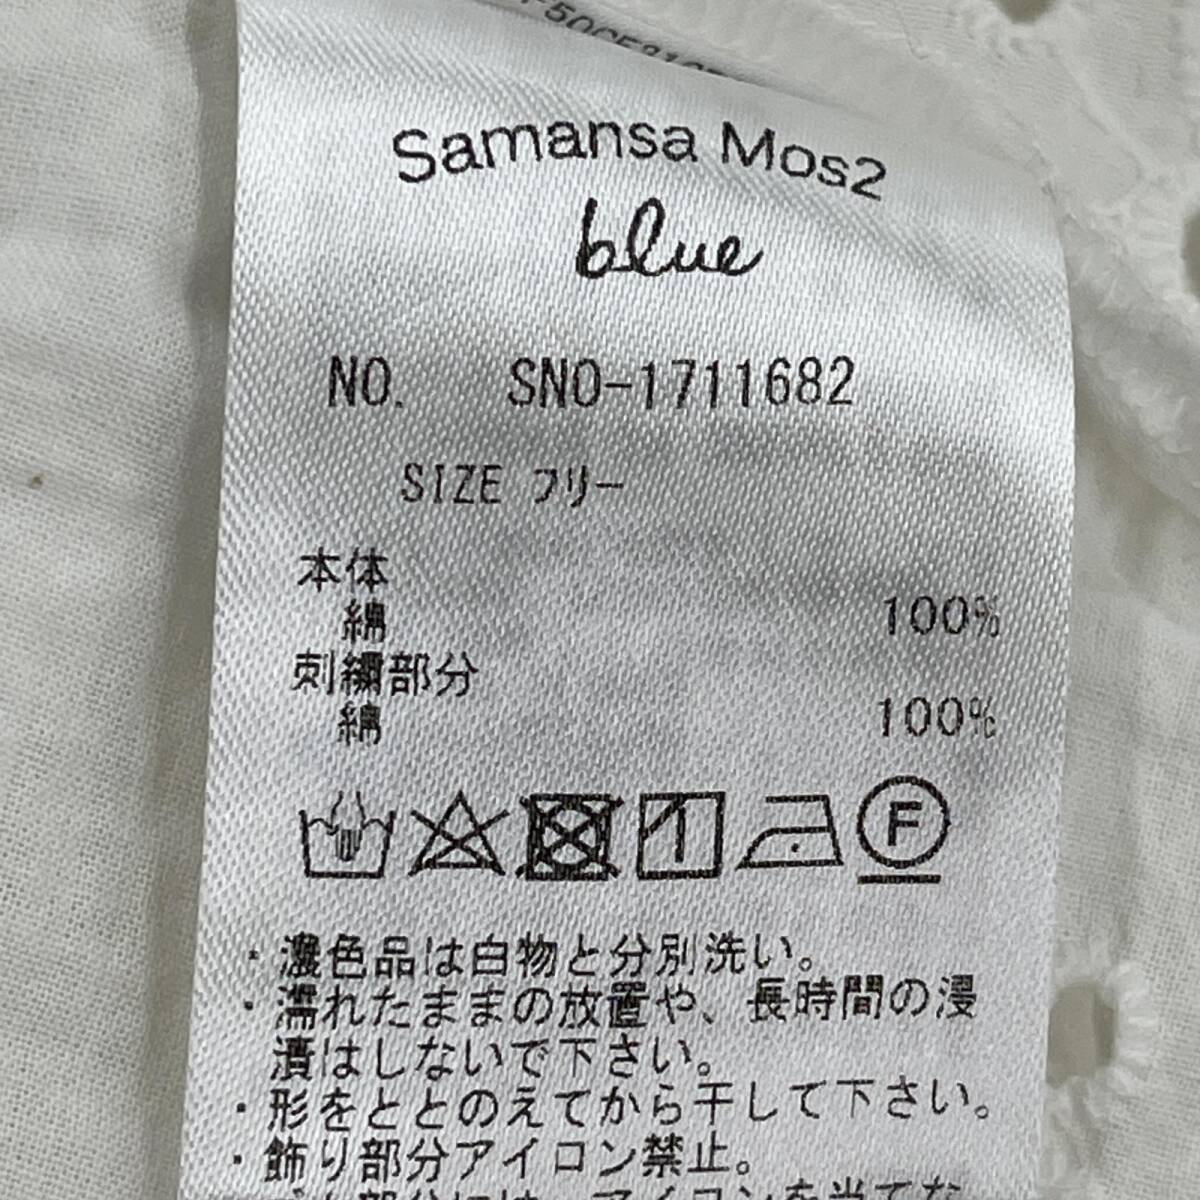 Samansa Mos2
blue
NO. SNO-1711682
SIZE フリー
本体
綿 100%
刺繍部分
綿 100%
F
・濃色品は白物と分別洗い。
・濡れたままの放置や、長時間の浸
漬はしないで下さい。
・形をととのえてから干して下さい。
・飾り部分アイロン禁止。